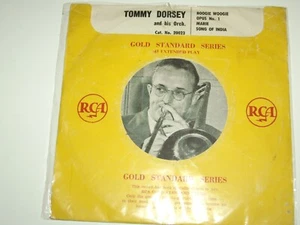 TOMMY DORSEY
and his Orch.
Cat. No. 20023
BOOGIE WOOGIE
OPUS No. 1
MARIE
SONG OF INDIA
GOLD STANDARD SERIES
45 EXTENDED PLAY
RCA
RCA
GOLD STANDARD SERIES